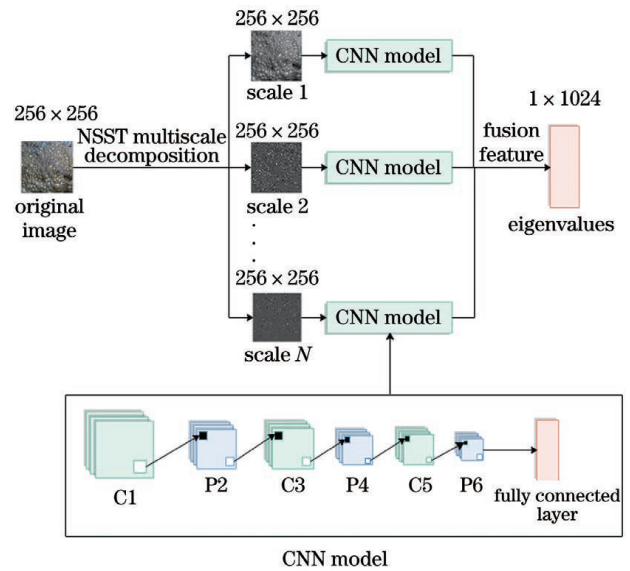 256 × 256
CNN model
scale 1
256 × 256
NSST multiscale
decomposition
original
image
256 × 256
CNN model
scale 2
1 × 1024
fusion
feature
eigenvalues
256 × 256
CNN model
scale N
C1
P2
C3
P4
C5
P6
fully connected
layer
CNN model